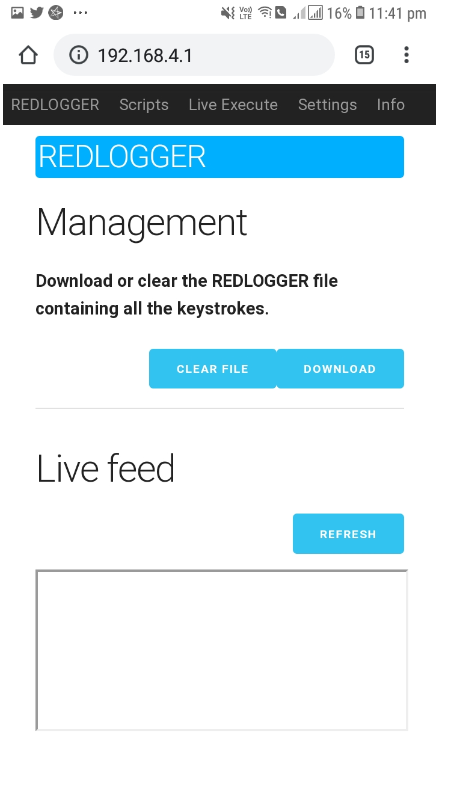 Vo)) LTE 16% 11:41 pm
192.168.4.1 15
REDLOGGER Scripts Live Execute Settings Info
REDLOGGER
Management
Download or clear the REDLOGGER file
containing all the keystrokes.
CLEAR FILE DOWNLOAD
Live feed
REFRESH